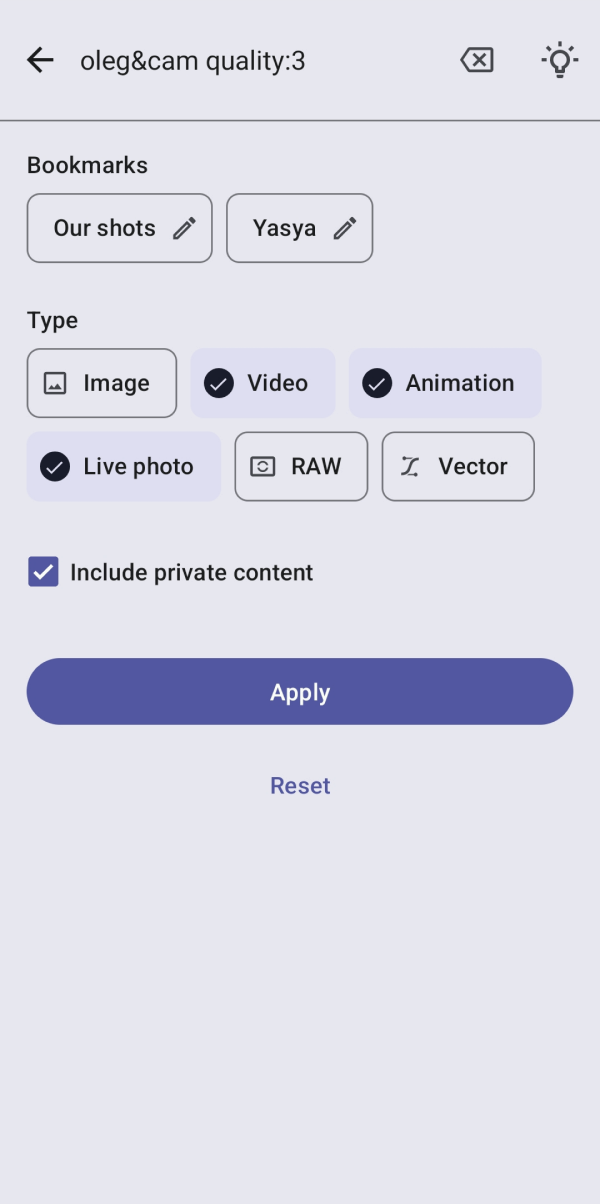 oleg&cam quality:3
Bookmarks
Our shots
Yasya
Type
Image
Video
Animation
Live photo
RAW
Vector
Include private content
Apply
Reset